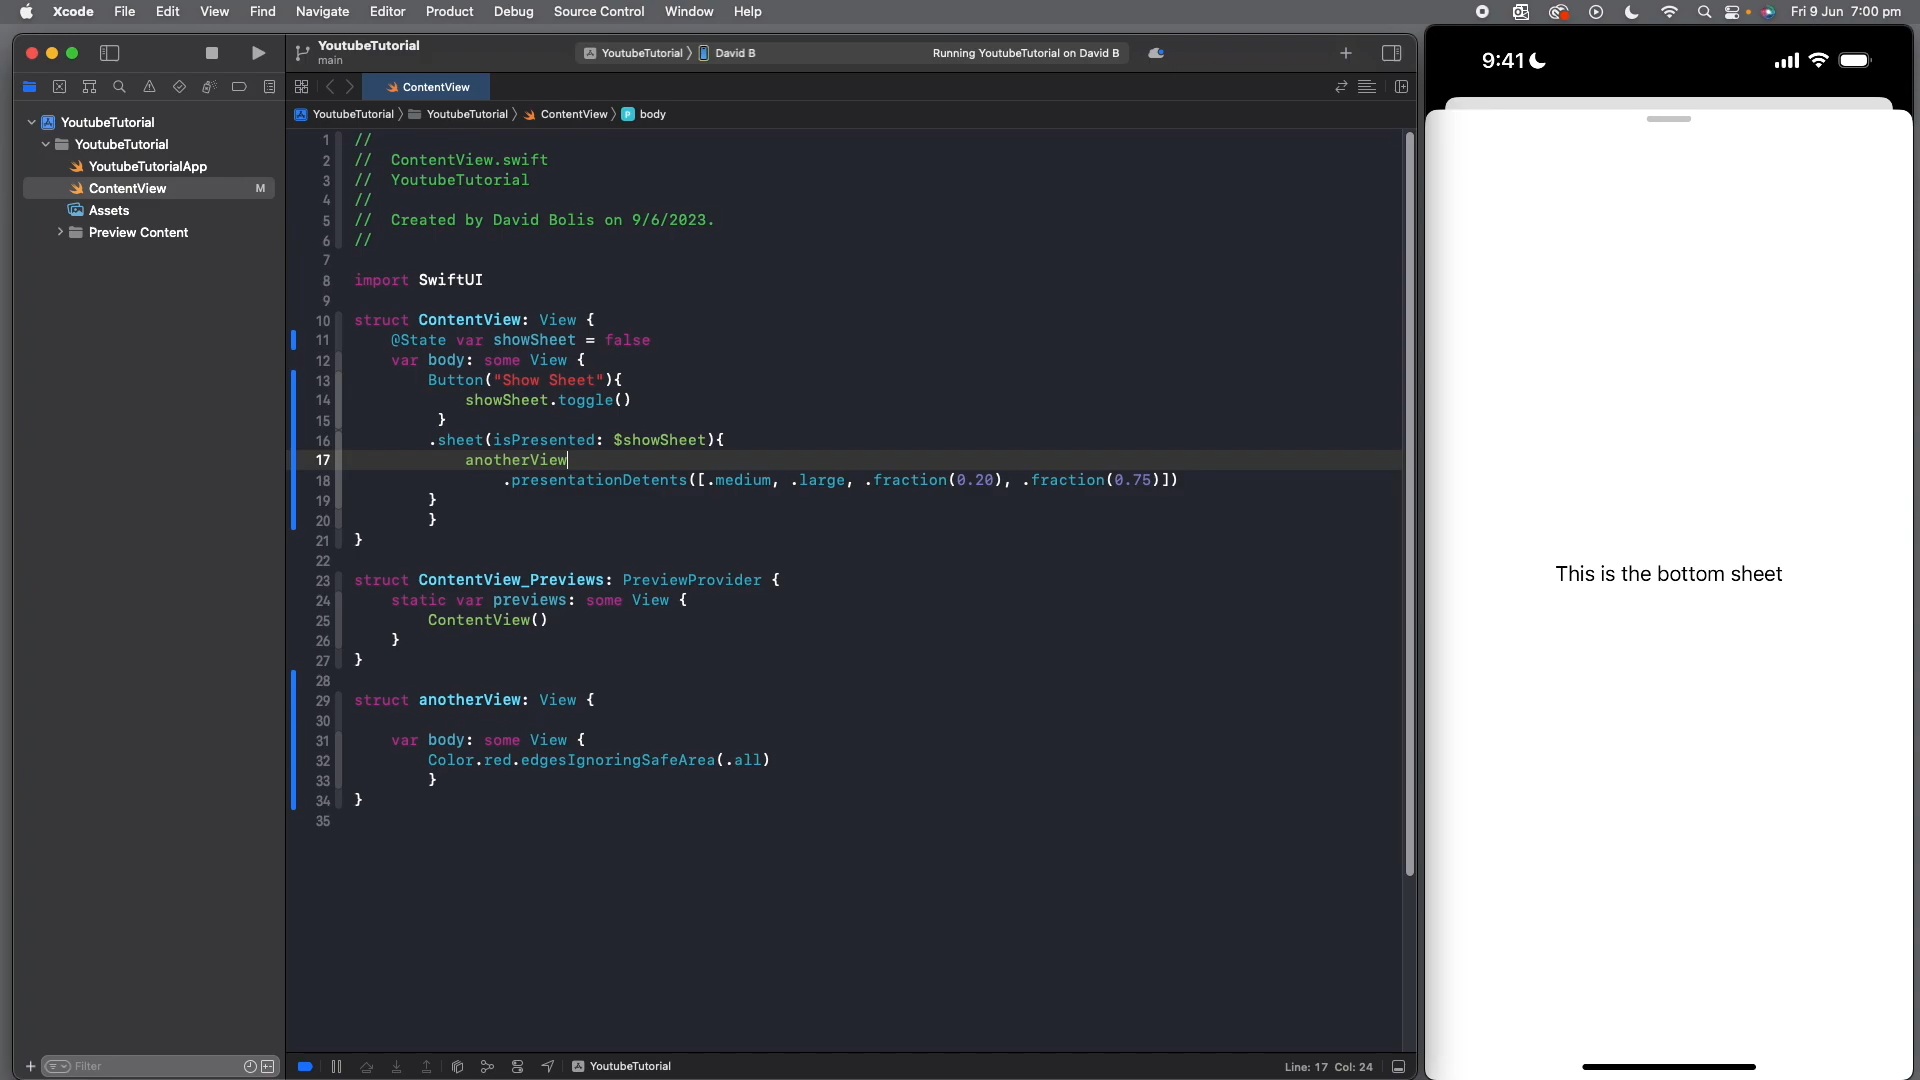 Xcode File Edit View Find Navigate Editor Product Debug Source Control Window Help Fri 9 Jun 7:00 pm
YoutubeTutorial
main
YoutubeTutorial David B Running YoutubeTutorial on David B
9:41
ContentView
YoutubeTutorial YoutubeTutorial ContentView P body
YoutubeTutorial
YoutubeTutorial
YoutubeTutorialApp
ContentView M
Assets
Preview Content
1 //
2 // ContentView.swift
3 // YoutubeTutorial
4 //
5 // Created by David Bolis on 9/6/2023.
6 //
7
8 import SwiftUI
9
10 struct ContentView: View {
11 @State var showSheet = false
12 var body: some View {
13 Button("Show Sheet"){
14 showSheet.toggle()
15 }
16 .sheet(isPresented: $showSheet){
17 anotherView
18 .presentationDetents([.medium, .large, .fraction(0.20), .fraction(0.75)])
19 }
20 }
21 }
22
23 struct ContentView_Previews: PreviewProvider {
24 static var previews: some View {
25 ContentView()
26 }
27 }
28
29 struct anotherView: View {
30
31 var body: some View {
32 Color.red.edgesIgnoringSafeArea(.all)
33 }
34 }
35
This is the bottom sheet
Filter
YoutubeTutorial
Line: 17 Col: 24